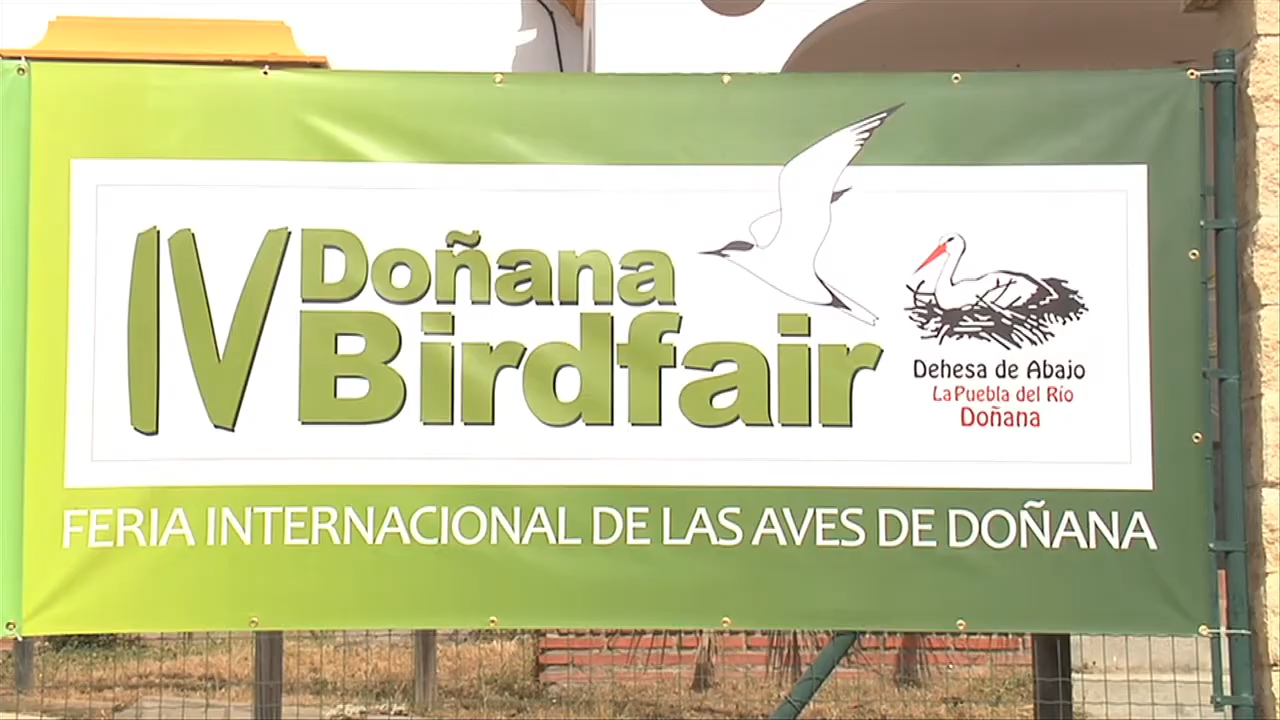 IV Doñana
Birdfair
Dehesa de Abajo
La Puebla del Río
Doñana
FERIA INTERNACIONAL DE LAS AVES DE DOÑANA